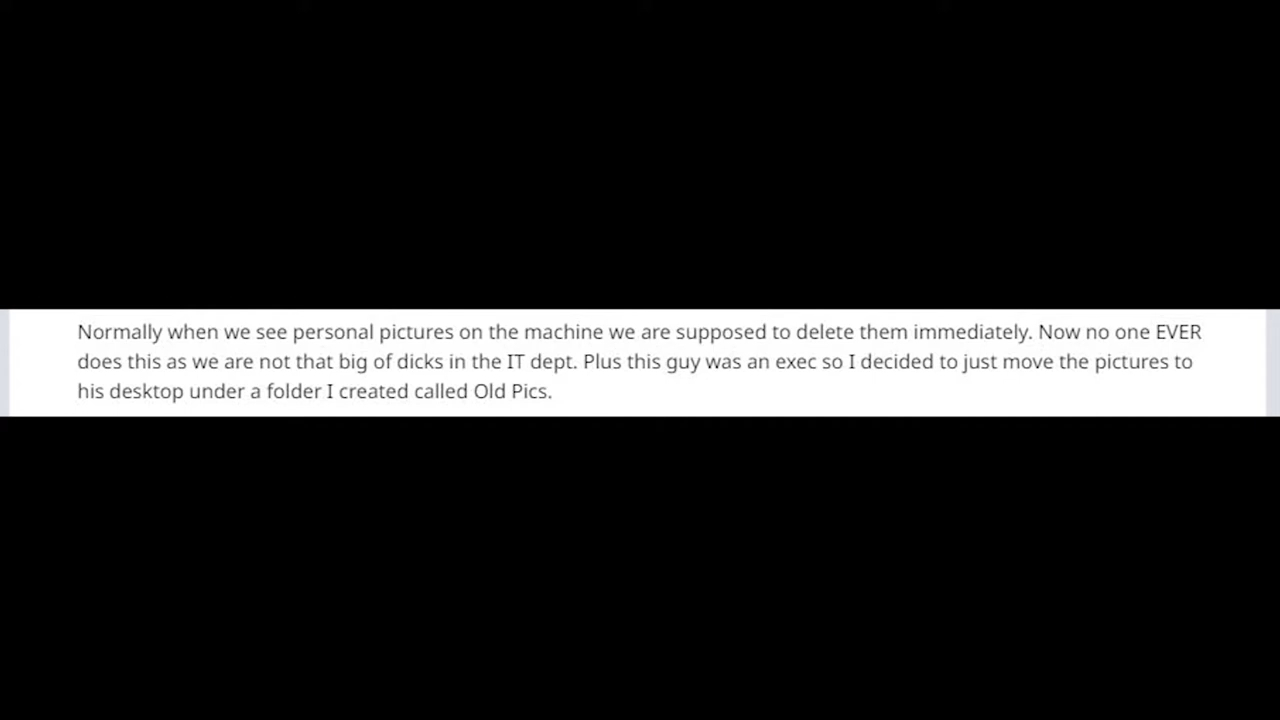 Normally when we see personal pictures on the machine we are supposed to delete them immediately. Now no one EVER
does this as we are not that big of dicks in the IT dept. Plus this guy was an exec so I decided to just move the pictures to
his desktop under a folder I created called Old Pics.